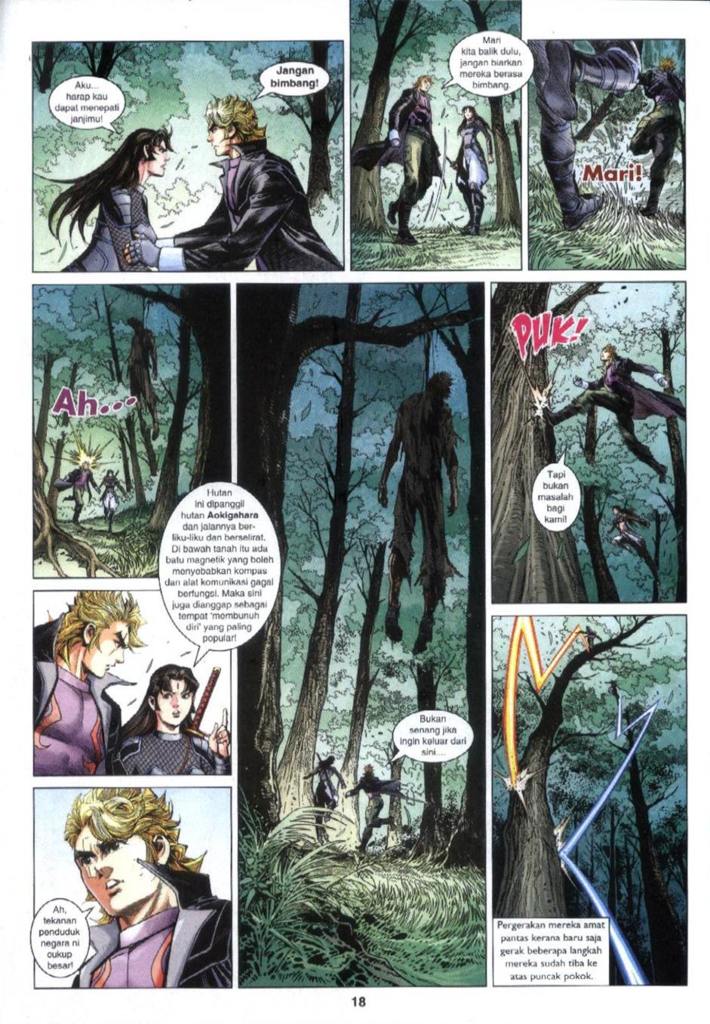 Aku...
harap kau
dapat menepati
janjimu!
Jangan
bimbang!
Mari
kita balik dulu,
jangan biarkan
mereka berasa
bimbang.
Mari!
Ah...
Hutan
ini dipanggil
hutan Aokigahara
dan jalannya ber-
liku-liku dan berselirat.
Di bawah tanah itu ada
batu magnetik yang boleh
menyebabkan kompas
dan alat komunikasi gagal
berfungsi. Maka sini
juga dianggap sebagai
tempat 'membunuh
diri' yang paling
popular!
Ah,
tekanan
penduduk
negara ni
cukup
besar!
Bukan
senang jika
ingin keluar dari
sini....
PUK!
Tapi
bukan
masalah
bagi
kami!
Pergerakan mereka amat
pantas kerana baru saja
gerak beberapa langkah
mereka sudah tiba ke
atas puncak pokok.
18